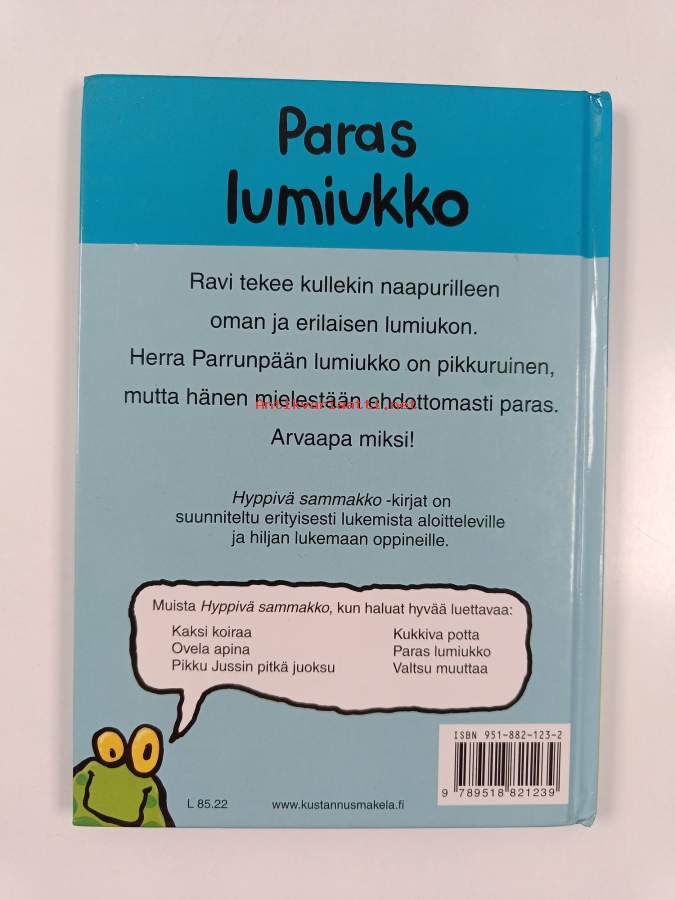 Paras
lumiukko
Ravi tekee kullekin naapurilleen
oman ja erilaisen lumiukon.
Herra Parrunpään lumiukko on pikkuruinen,
mutta hänen mielestään ehdottomasti paras.
Antikvariaatti.net
Arvaapa miksi!
Hyppivä sammakko -kirjat on
suunniteltu erityisesti lukemista aloitteleville
ja hiljan lukemaan oppineille.
Muista Hyppivä sammakko, kun haluat hyvää luettavaa:
Kaksi koiraa
Ovela apina
Pikku Jussin pitkä juoksu
Kukkiva potta
Paras lumiukko
Valtsu muuttaa
ISBN 951-882-123-2
9 789518 821239
L 85.22
www.kustannusmakela.fi